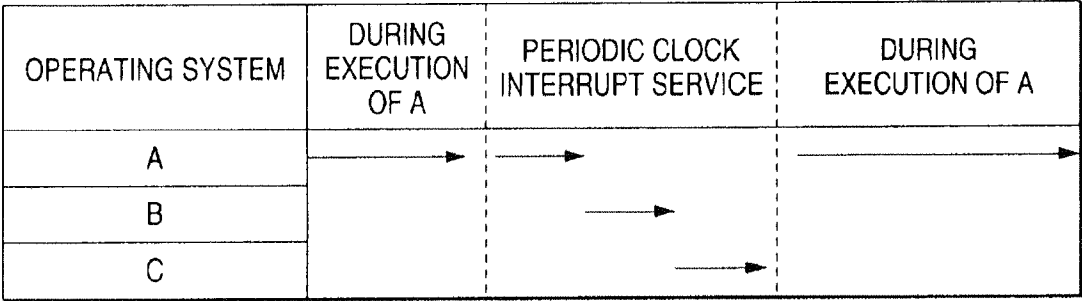 OPERATING SYSTEM
DURING
EXECUTION
OF A
PERIODIC CLOCK
INTERRUPT SERVICE
DURING
EXECUTION OF A
A
B
C